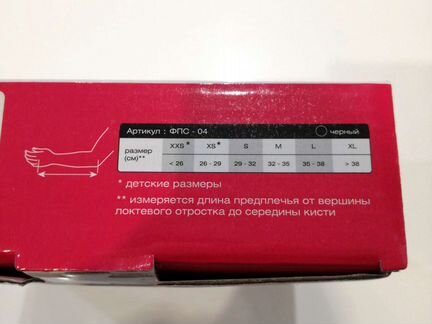 Артикул : ФПС - 04 черный
размер (см)** XXS* XS* S M L XL
< 26 26 - 29 29 - 32 32 - 35 35 - 38 > 38
* детские размеры
** измеряется длина предплечья от вершины
локтевого отростка до середины кисти